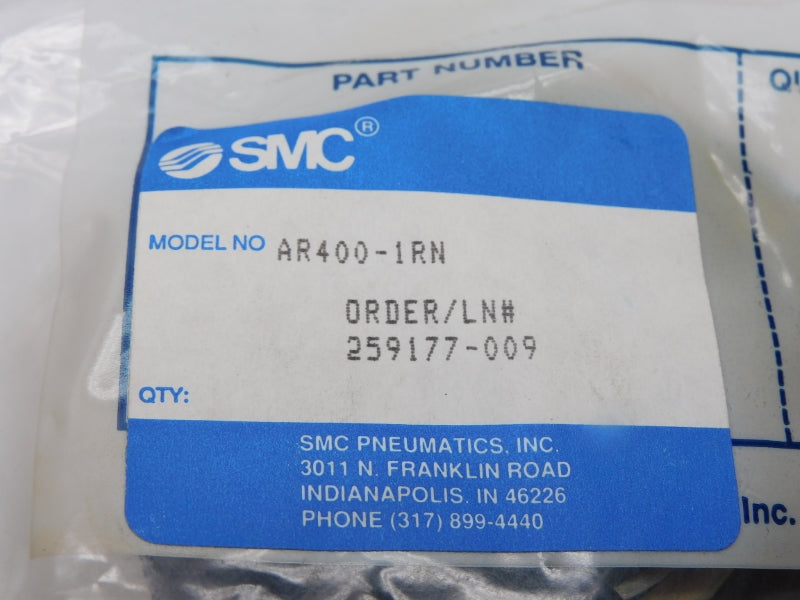 PART NUMBER
SMC®
MODEL NO AR400-1RN
ORDER/LN#
259177-009
QTY:
SMC PNEUMATICS, INC.
3011 N. FRANKLIN ROAD
INDIANAPOLIS, IN 46226
PHONE (317) 899-4440
Inc.